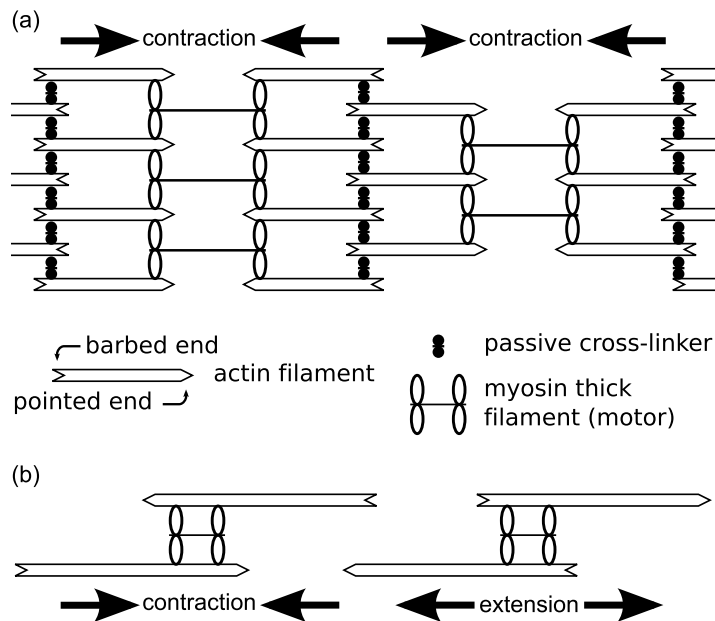 (a)
contraction
contraction
barbed end
actin filament
pointed end
passive cross-linker
myosin thick
filament (motor)
(b)
contraction
extension